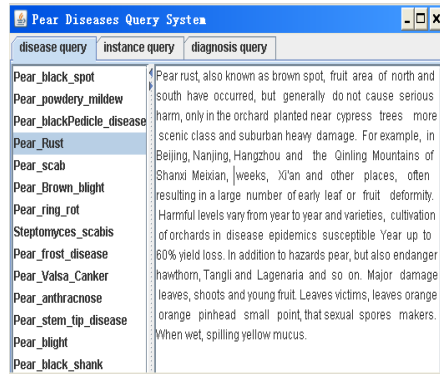 Pear Diseases Query System
disease query instance query diagnosis query
Pear_black_spot
Pear_powdery_mildew
Pear_blackPedicle_disease
Pear_Rust
Pear_scab
Pear_Brown_blight
Pear_ring_rot
Steptomyces_scabis
Pear_frost_disease
Pear_Valsa_Canker
Pear_anthracnose
Pear_stem_tip_disease
Pear_blight
Pear_black_shank
Pear rust, also known as brown spot, fruit area of north and
south have occurred, but generally do not cause serious
harm, only in the orchard planted near cypress trees more
scenic class and suburban heavy damage. For example, in
Beijing, Nanjing, Hangzhou and the Qinling Mountains of
Shanxi Meixian, weeks, Xi'an and other places, often
resulting in a large number of early leaf or fruit deformity.
Harmful levels vary from year to year and varieties, cultivation
of orchards in disease epidemics susceptible Year up to
60% yield loss. In addition to hazards pear, but also endanger
hawthorn, Tangli and Lagenaria and so on. Major damage
leaves, shoots and young fruit. Leaves victims, leaves orange
orange pinhead small point, that sexual spores makers.
When wet, spilling yellow mucus.